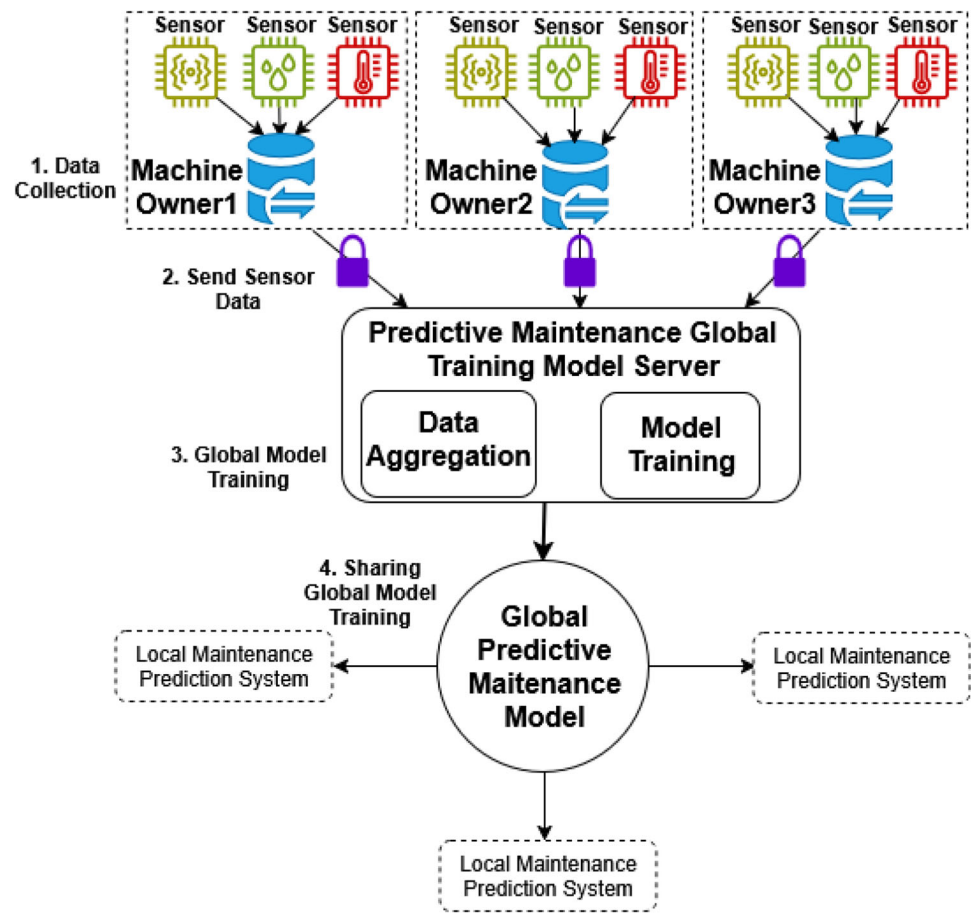 Sensor Sensor Sensor
Sensor Sensor Sensor
Sensor Sensor Sensor
1. Data
Collection
Machine
Owner1
Machine
Owner2
Machine
Owner3
2. Send Sensor
Data
Predictive Maintenance Global
Training Model Server
Data
Aggregation
Model
Training
3. Global Model
Training
4. Sharing
Global Model
Training
Global
Predictive
Maitenance
Model
Local Maintenance
Prediction System
Local Maintenance
Prediction System
Local Maintenance
Prediction System